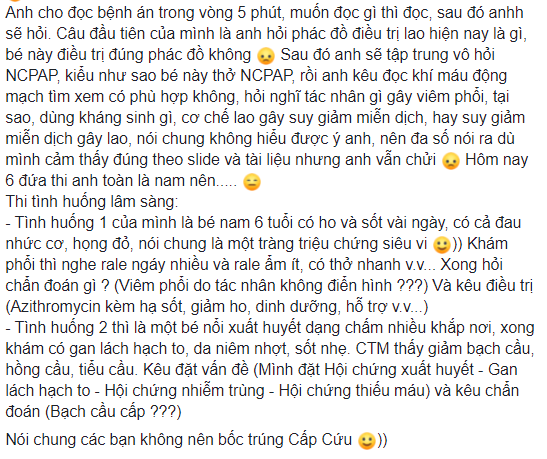 Anh cho đọc bệnh án trong vòng 5 phút, muốn đọc gì thì đọc, sau đó anhh
sẽ hỏi. Câu đầu tiên của mình là anh hỏi phác đồ điều trị lao hiện nay là gì,
bé này điều trị đúng phác đồ không 😟 Sau đó anh sẽ tập trung vô hỏi
NCPAP, kiểu như sao bé này thở NCPAP, rồi anh kêu đọc khí máu động
mạch tìm xem có phù hợp không, hỏi nghĩ tác nhân gì gây viêm phổi, tại
sao, dùng kháng sinh gì, cơ chế lao gây suy giảm miễn dịch, hay suy giảm
miễn dịch gây lao, nói chung không hiểu được ý anh, nên đa số nói ra dù
mình cảm thấy đúng theo slide và tài liệu nhưng anh vẫn chửi 😟 Hôm nay
6 đứa thi anh toàn là nam nên..... 😑
Thi tình huống lâm sàng:
- Tình huống 1 của mình là bé nam 6 tuổi có ho và sốt vài ngày, có cả đau
nhức cơ, họng đỏ, nói chung là một tràng triệu chứng siêu vi 🙂)) Khám
phổi thì nghe rale ngáy nhiều và rale ẩm ít, có thở nhanh v.v... Xong hỏi
chẩn đoán gì ? (Viêm phổi do tác nhân không điển hình ???) Và kêu điều trị
(Azithromycin kèm hạ sốt, giảm ho, dinh dưỡng, hỗ trợ v.v...)
- Tình huống 2 thì là một bé nổi xuất huyết dạng chấm nhiều khắp nơi, xong
khám có gan lách hạch to, da niêm nhợt, sốt nhẹ. CTM thấy giảm bạch cầu,
hồng cầu, tiểu cầu. Kêu đặt vấn đề (Mình đặt Hội chứng xuất huyết - Gan
lách hạch to - Hội chứng nhiễm trùng - Hội chứng thiếu máu) và kêu chẩn
đoán (Bạch cầu cấp ???)
Nói chung các bạn không nên bốc trúng Cấp Cứu 🙂))